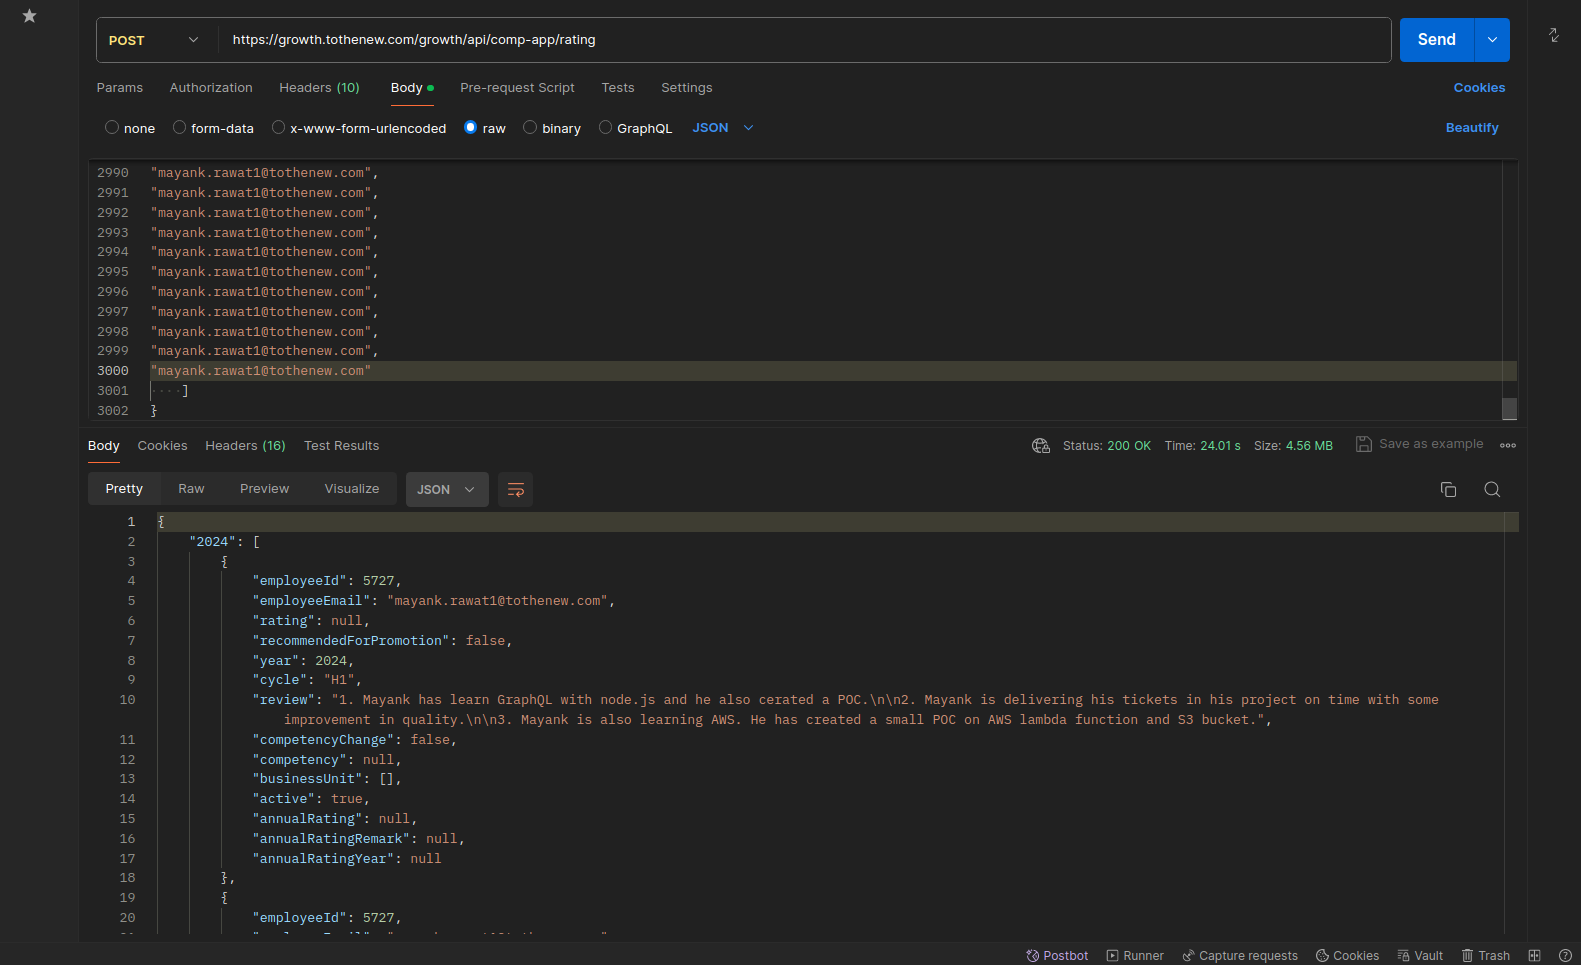 POST https://growth.tothenew.com/growth/api/comp-app/rating Send
Params Authorization Headers (10) Body Pre-request Script Tests Settings Cookies
none form-data x-www-form-urlencoded raw binary GraphQL JSON Beautify
2990 "mayank.rawat1@tothenew.com",
2991 "mayank.rawat1@tothenew.com",
2992 "mayank.rawat1@tothenew.com",
2993 "mayank.rawat1@tothenew.com",
2994 "mayank.rawat1@tothenew.com",
2995 "mayank.rawat1@tothenew.com",
2996 "mayank.rawat1@tothenew.com",
2997 "mayank.rawat1@tothenew.com",
2998 "mayank.rawat1@tothenew.com",
2999 "mayank.rawat1@tothenew.com",
3000 "mayank.rawat1@tothenew.com"
3001 ····]
3002 }
Body Cookies Headers (16) Test Results Status: 200 OK Time: 24.01 s Size: 4.56 MB Save as example
Pretty Raw Preview Visualize JSON
1 {
2 "2024": [
3 {
4 "employeeId": 5727,
5 "employeeEmail": "mayank.rawat1@tothenew.com",
6 "rating": null,
7 "recommendedForPromotion": false,
8 "year": 2024,
9 "cycle": "H1",
10 "review": "1. Mayank has learn GraphQL with node.js and he also cerated a POC.\n\n2. Mayank is delivering his tickets in his project on time with some
improvement in quality.\n\n3. Mayank is also learning AWS. He has created a small POC on AWS lambda function and S3 bucket.",
11 "competencyChange": false,
12 "competency": null,
13 "businessUnit": [],
14 "active": true,
15 "annualRating": null,
16 "annualRatingRemark": null,
17 "annualRatingYear": null
18 },
19 {
20 "employeeId": 5727,
Postbot Runner Capture requests Cookies Vault Trash